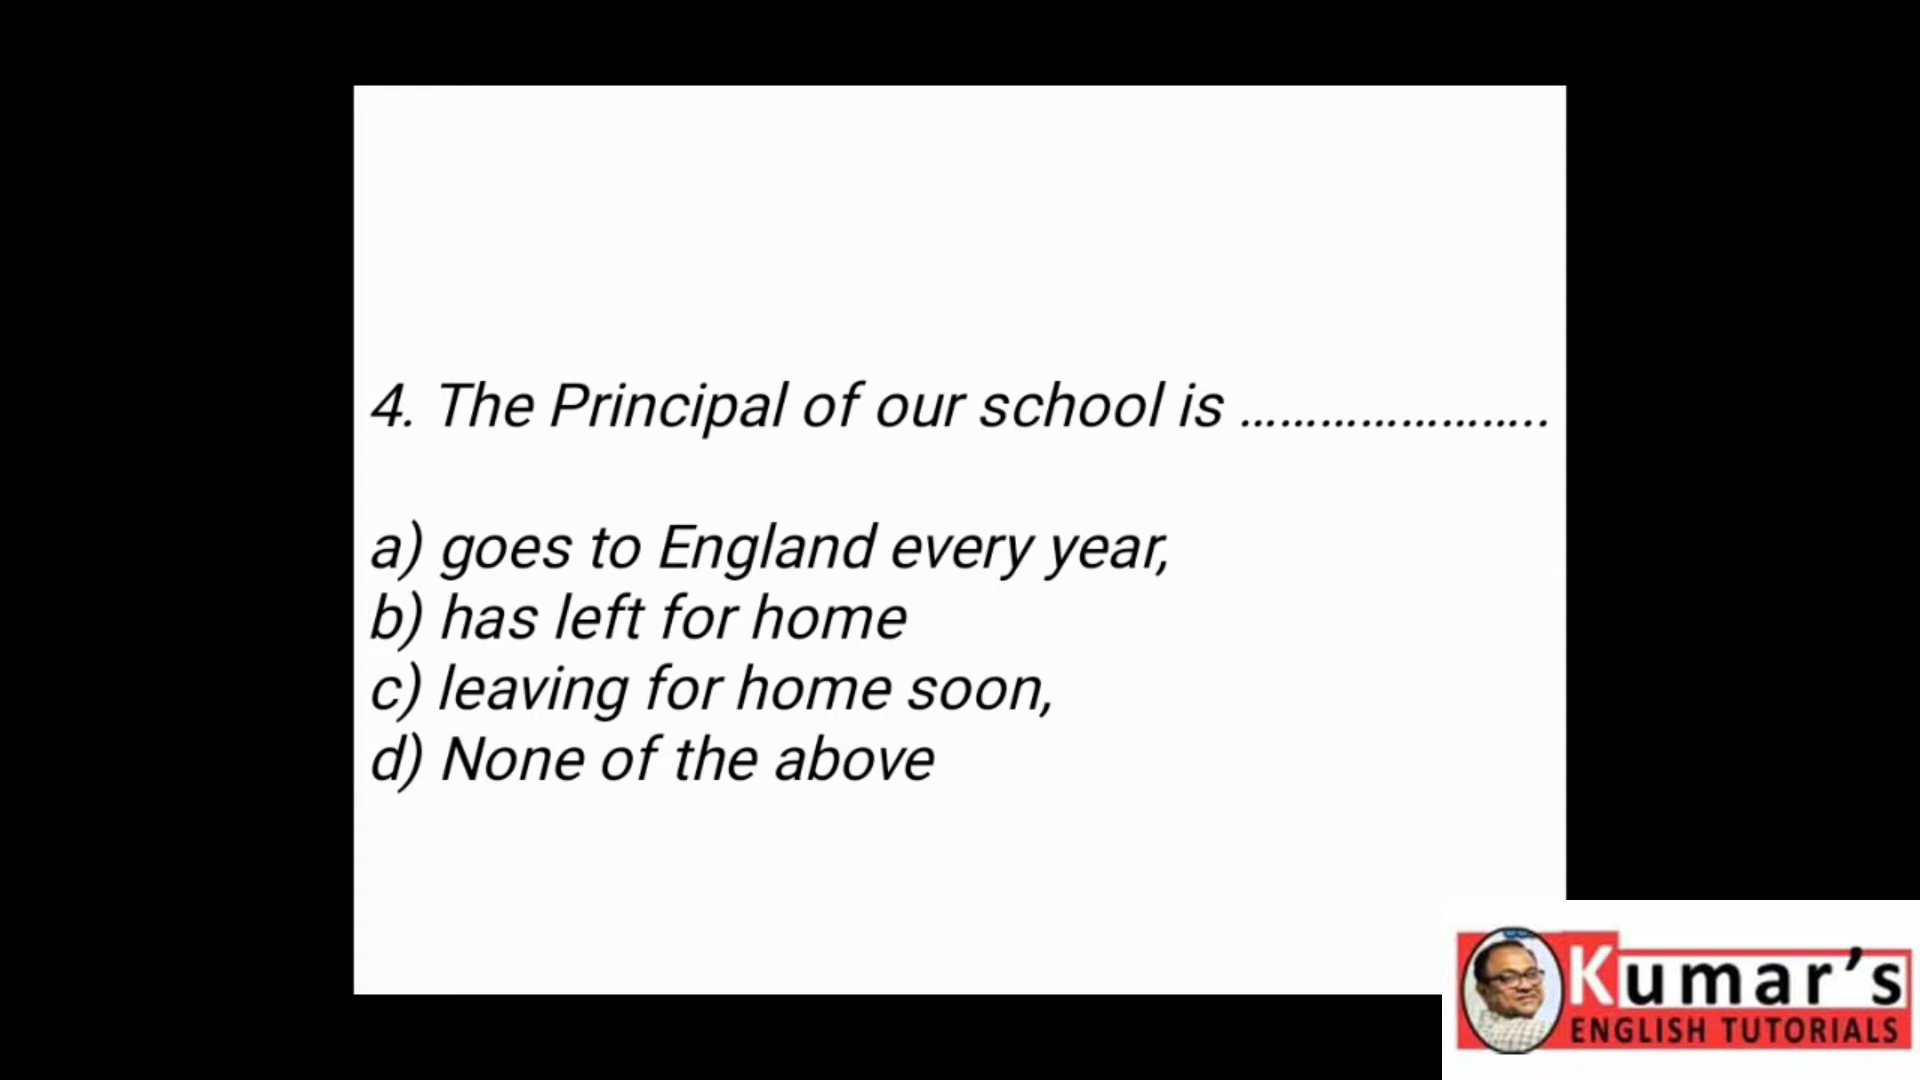 4. The Principal of our school is ........................
a) goes to England every year,
b) has left for home
c) leaving for home soon,
d) None of the above
Kumar's
ENGLISH TUTORIALS